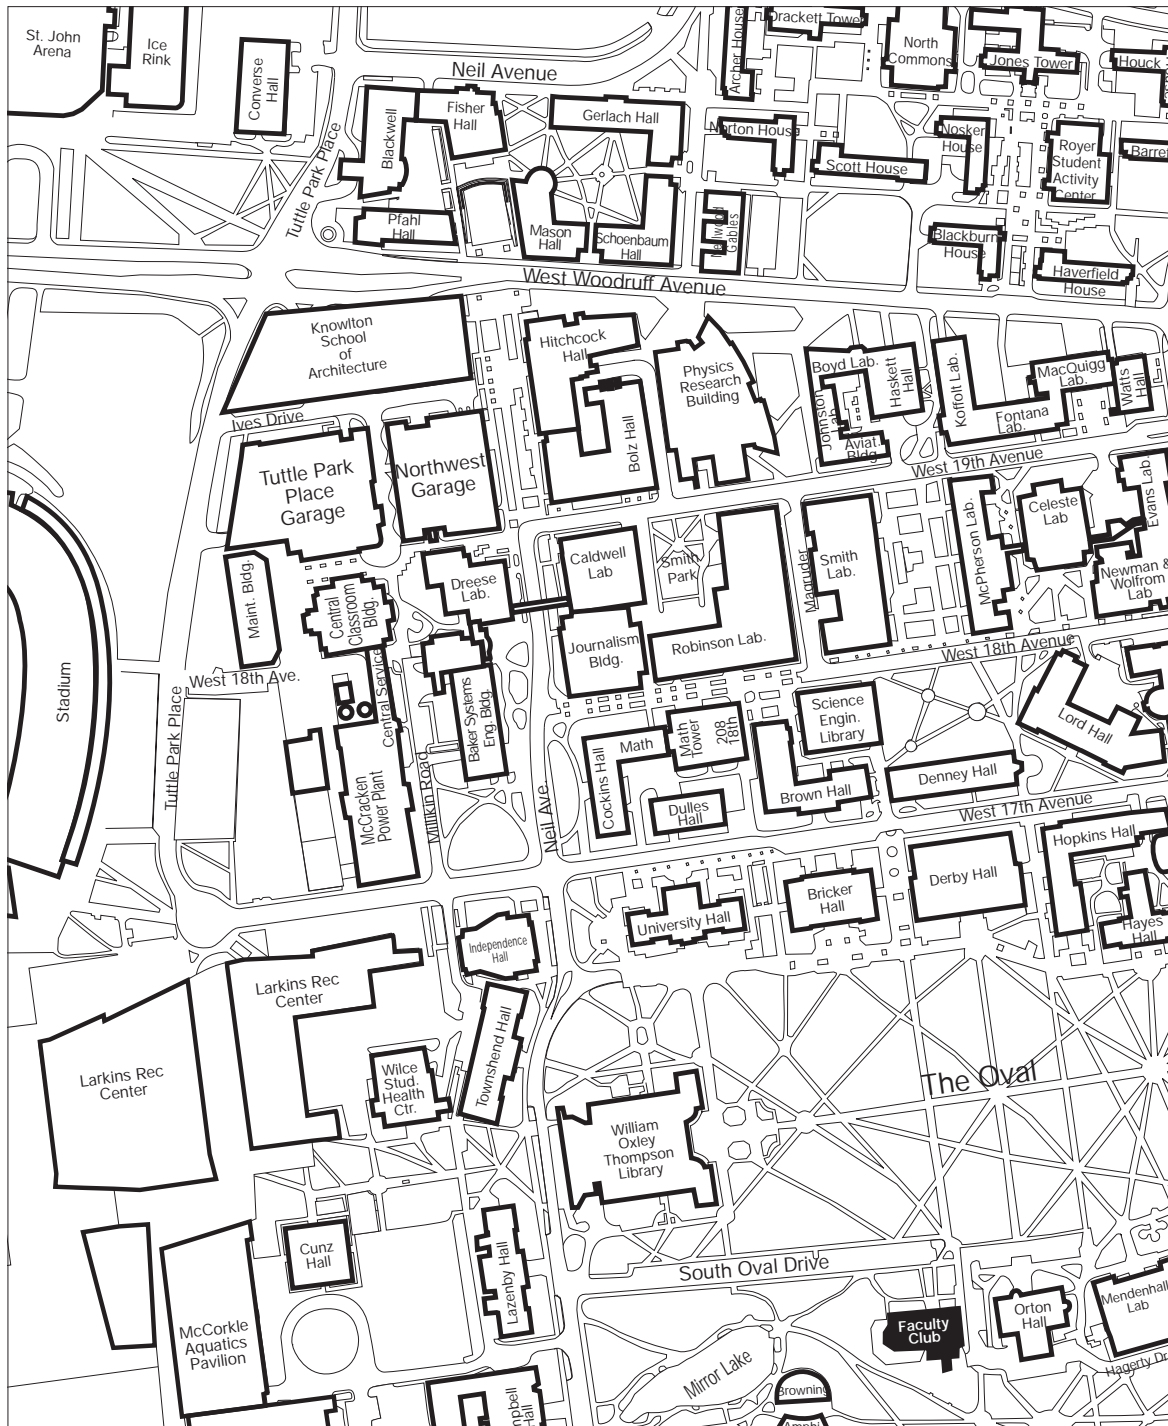 St. John
Arena
Ice
Rink
Converse
Hall
Neil Avenue
Archer House
Drackett Tower
North
Commons
Jones Tower
Houck
Tuttle Park Place
Blackwell
Fisher
Hall
Gerlach Hall
Norton House
Scott House
Nosker
House
Royer
Student
Activity
Center
Pfahl
Hall
Mason
Hall
Schoenbaum
Hall
Gables
Blackburn
House
Haverfield
House
West Woodruff Avenue
Knowlton
School
of
Architecture
Hitchcock
Hall
Physics
Research
Building
Boyd Lab.
Haskett
Hall
Johnston
Lab
Aviat.
Bldg.
Koffolt Lab.
MacQuigg
Lab.
Watts
Hall
Fontana
Lab.
Ives Drive
Tuttle Park
Place
Garage
Northwest
Garage
Bolz Hall
West 19th Avenue
Maint. Bldg.
Central
Classroom
Bldg.
Dreese
Lab.
Caldwell
Lab
Smith
Park
Magruder
Smith
Lab.
McPherson Lab.
Celeste
Lab
Evans Lab.
Newman &
Wolfrom
Lab
Journalism
Bldg.
Robinson Lab.
West 18th Avenue
West 18th Ave.
Stadium
Tuttle Park Place
Central Service
Baker Systems
Eng. Bldg.
McCracken
Power Plant
Millikin Road
Neil Ave.
Cockins Hall
Math
Math
Tower
208
18th
Science
Engin.
Library
Lord Hall
Dulles
Hall
Brown Hall
Denney Hall
West 17th Avenue
Hopkins Hall
Derby Hall
Bricker
Hall
University Hall
Hayes
Hall
Independence
Hall
Larkins Rec
Center
Larkins Rec
Center
Townshend Hall
Wilce
Stud.
Health
Ctr.
The Oval
William
Oxley
Thompson
Library
Cunz
Hall
Lazenby Hall
South Oval Drive
McCorkle
Aquatics
Pavilion
Faculty
Club
Orton
Hall
Mendenhall
Lab
Hagerty Dr
Mirror Lake
Browning